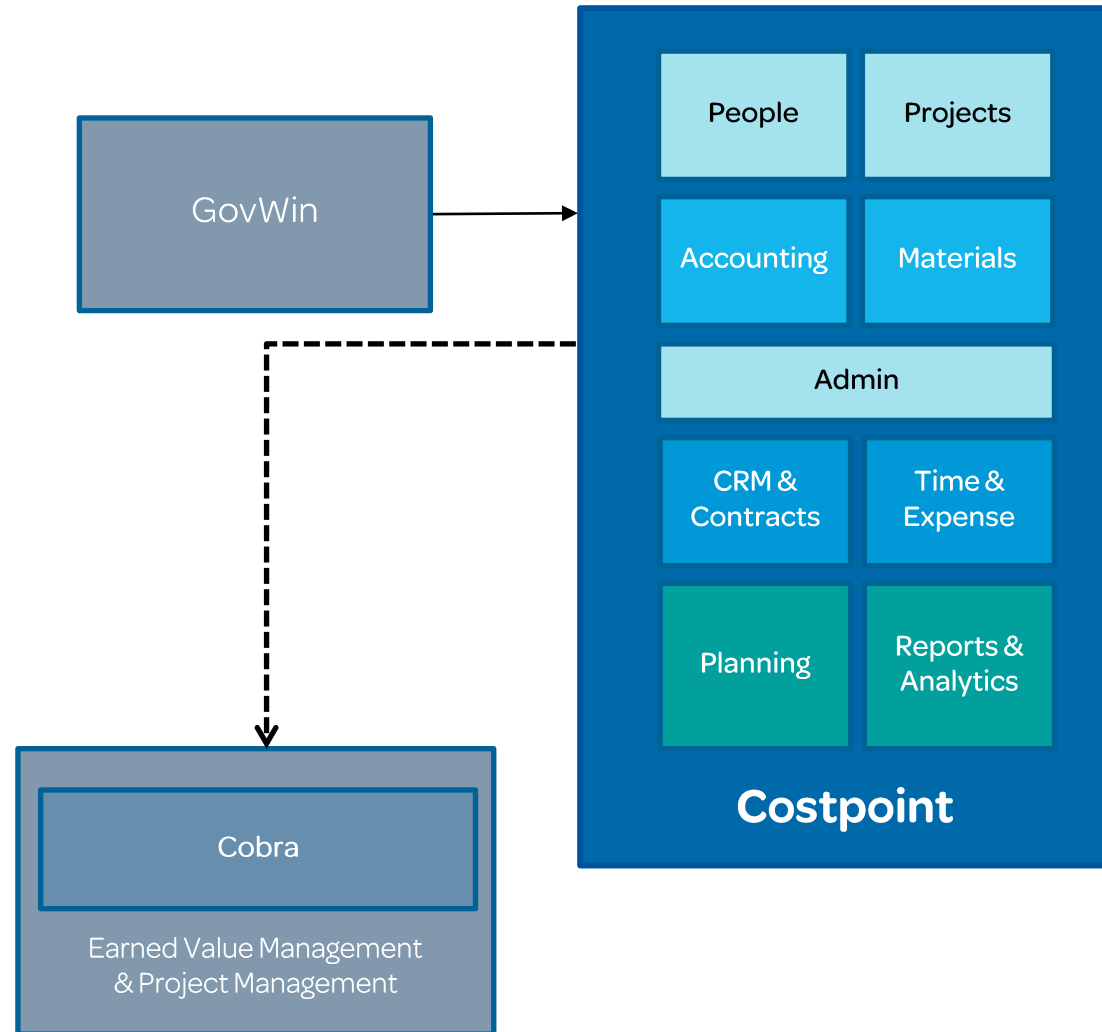 People
Projects
GovWin
Accounting
Materials
Admin
CRM &
Contracts
Time &
Expense
Planning
Reports &
Analytics
Costpoint
Cobra
Earned Value Management
& Project Management